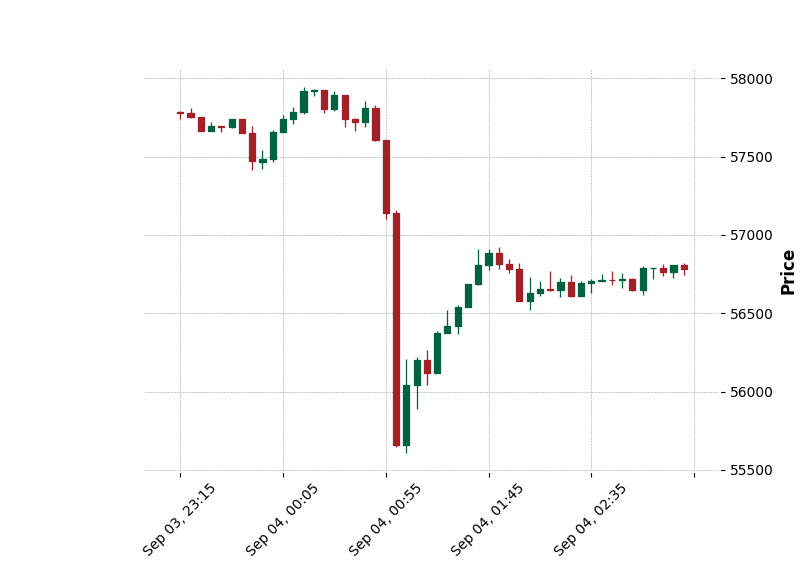 58000
57500
57000
56500
56000
55500
Price
Sep 03, 23:15
Sep 04, 00:05
Sep 04, 00:55
Sep 04, 01:45
Sep 04, 02:35